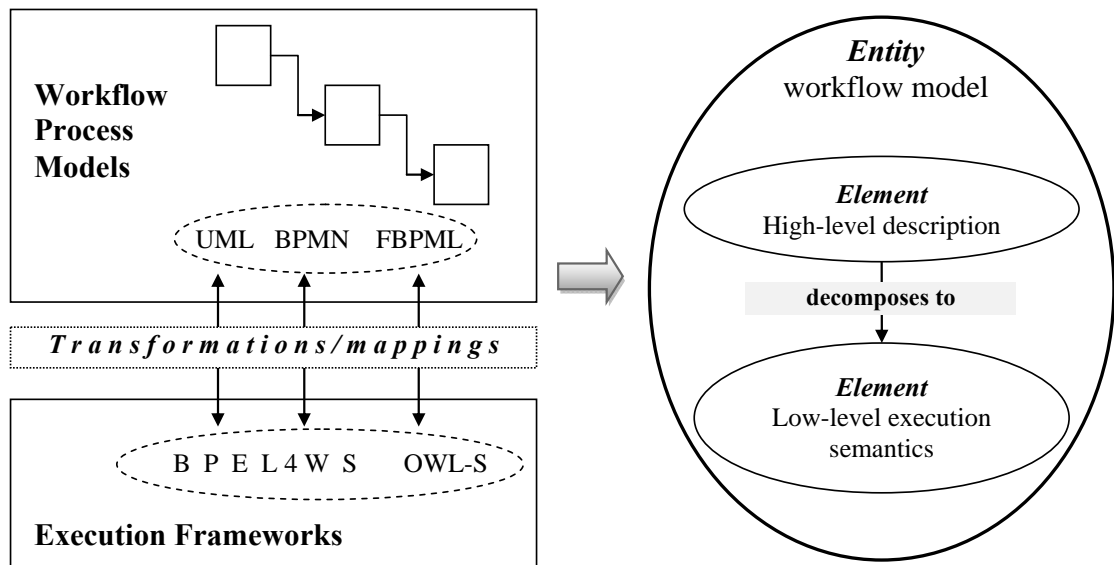 Workflow
Process
Models
UML BPMN FBPML
Transformations/mappings
B P E L 4 W S OWL-S
Execution Frameworks
Entity
workflow model
Element
High-level description
decomposes to
Element
Low-level execution
semantics